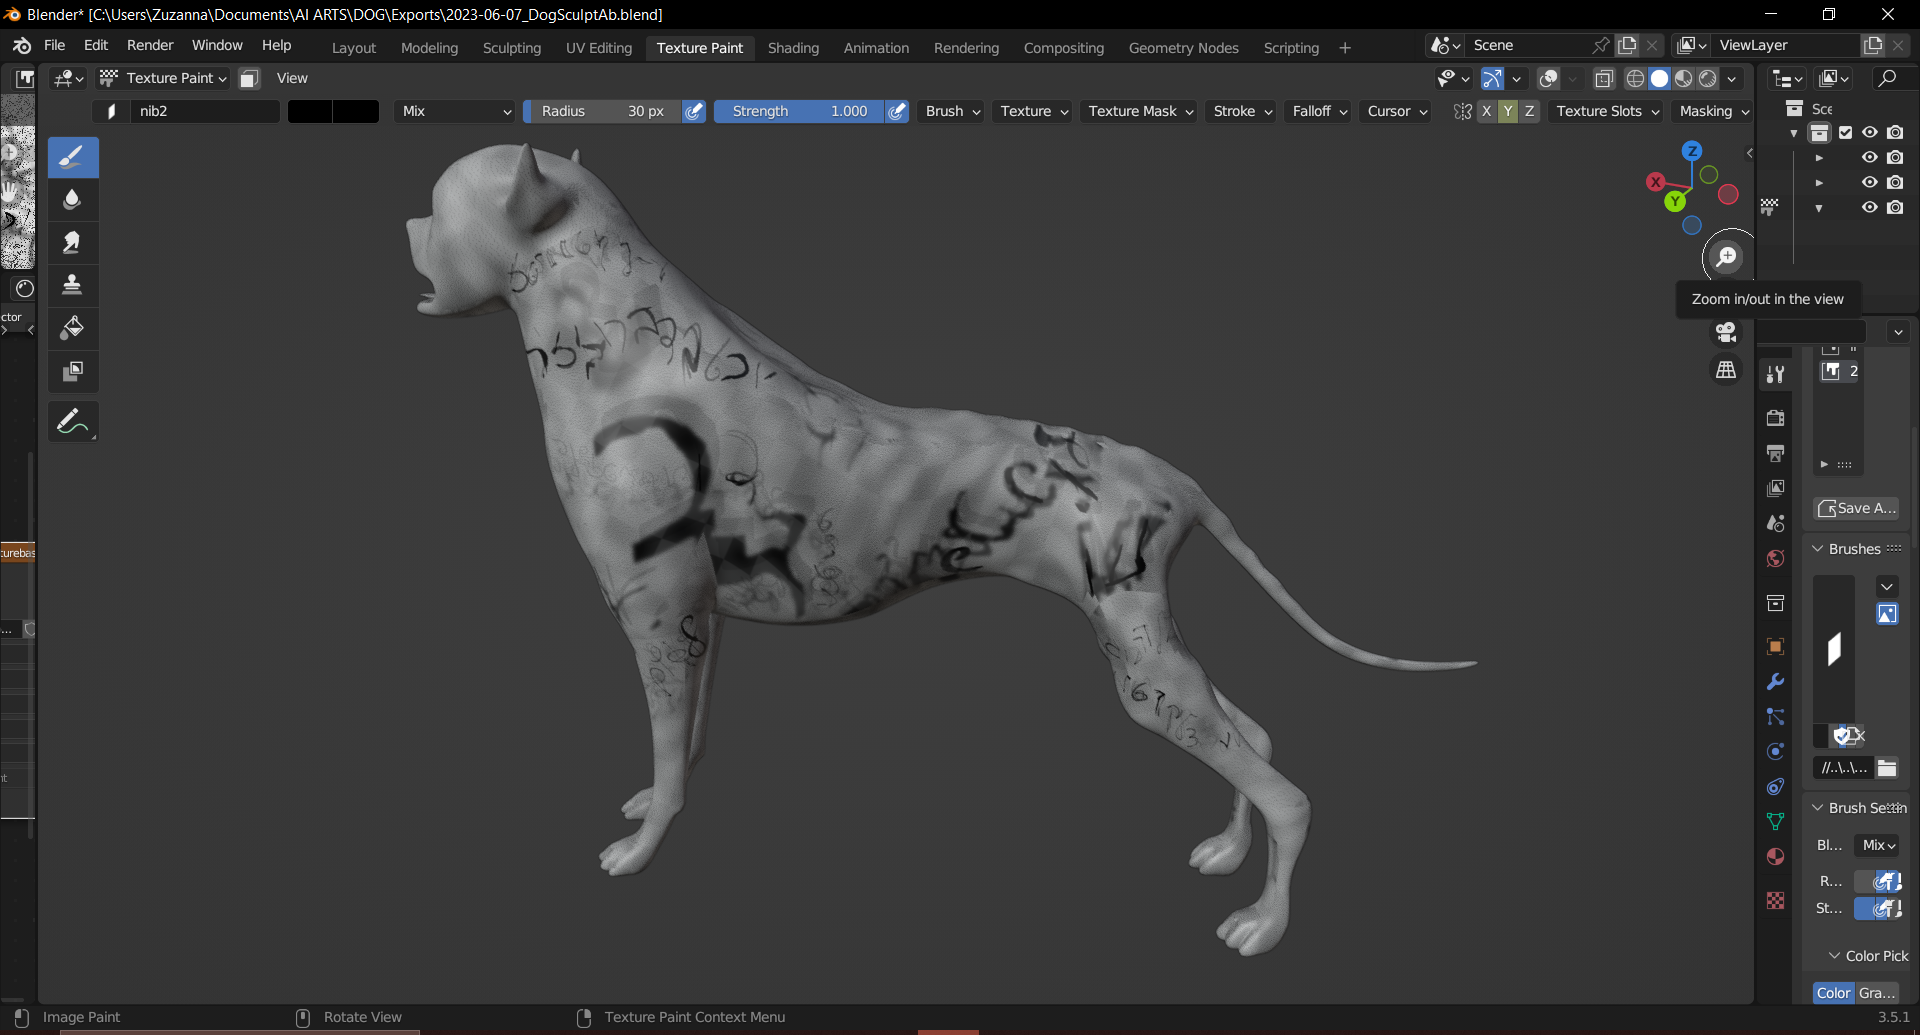 Blender* [C:\Users\Zuzanna\Documents\AI ARTS\DOG\Exports\2023-06-07_DogSculptAb.blend]
File Edit Render Window Help Layout Modeling Sculpting UV Editing Texture Paint Shading Animation Rendering Compositing Geometry Nodes Scripting + Scene ViewLayer
Texture Paint View
nib2 Mix Radius 30 px Strength 1.000 Brush Texture Texture Mask Stroke Falloff Cursor X Y Z Texture Slots Masking
Sce
Z
X
Y
Zoom in/out in the view
ctor
2
Save A...
Brushes
curebas
//..\..\...
Brush Settin
Bl... Mix
R...
St...
Color Pick
Color Gra...
Image Paint Rotate View Texture Paint Context Menu 3.5.1